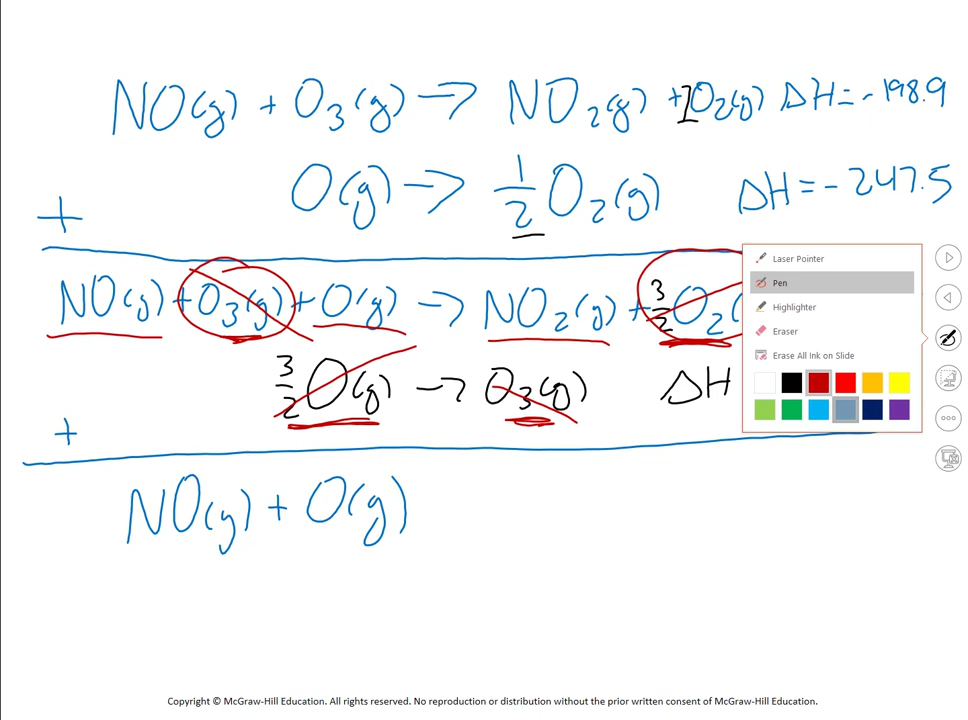 NO(g) + O₃(g) → NO₂(g) + 1O₂(g) ΔH = -198.9
O(g) → 1/2 O₂(g) ΔH = -247.5
+
NO(g) + O₃(g) + O(g) → NO₂(g) + 3/2 O₂(
3/2 O(g) → O₃(g) ΔH
+
NO(g) + O(g)
Laser Pointer
Pen
Highlighter
Eraser
Erase All Ink on Slide
Copyright © McGraw-Hill Education. All rights reserved. No reproduction or distribution without the prior written consent of McGraw-Hill Education.